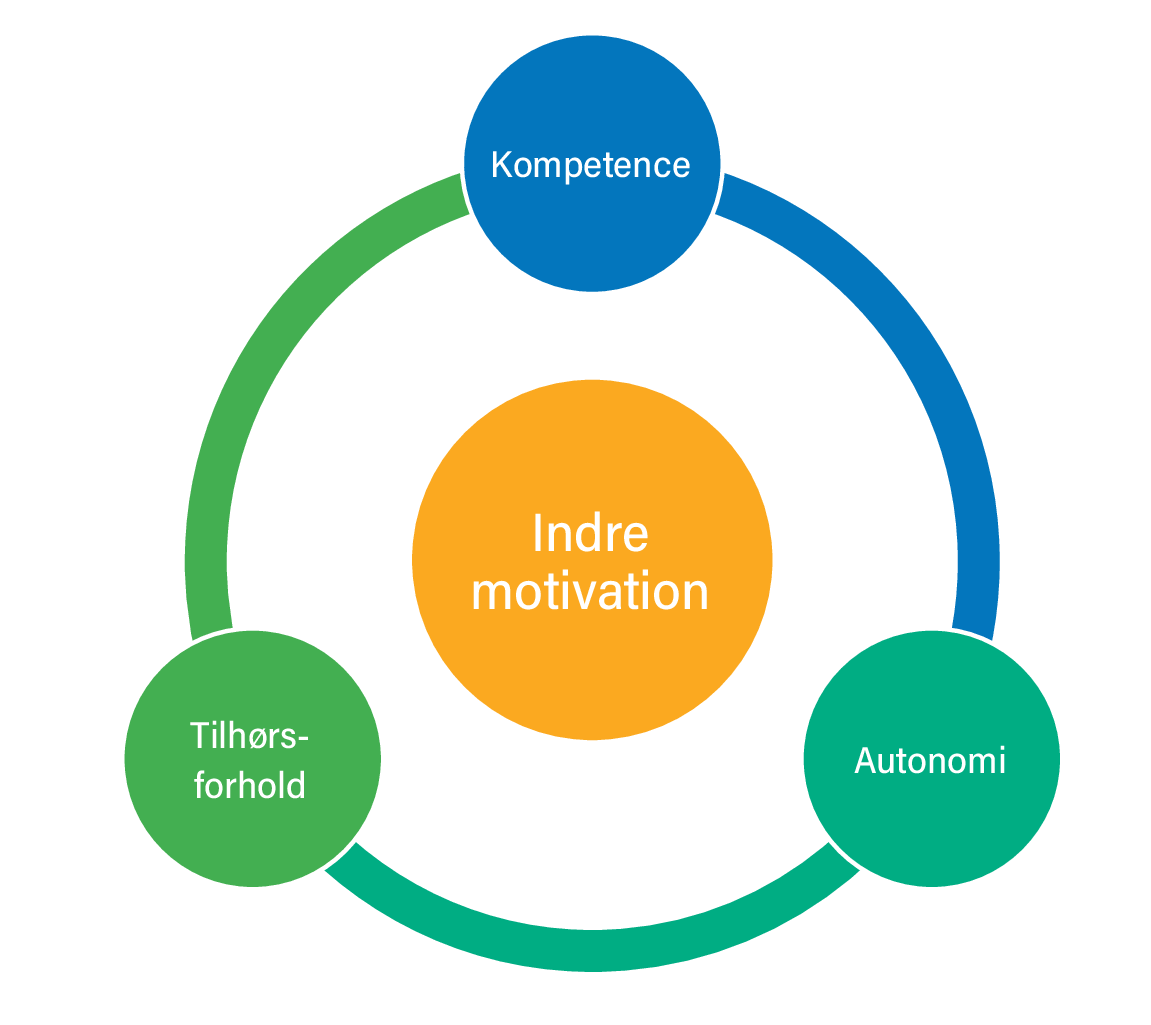 Kompetence
Indre
motivation
Tilhørs-
forhold
Autonomi